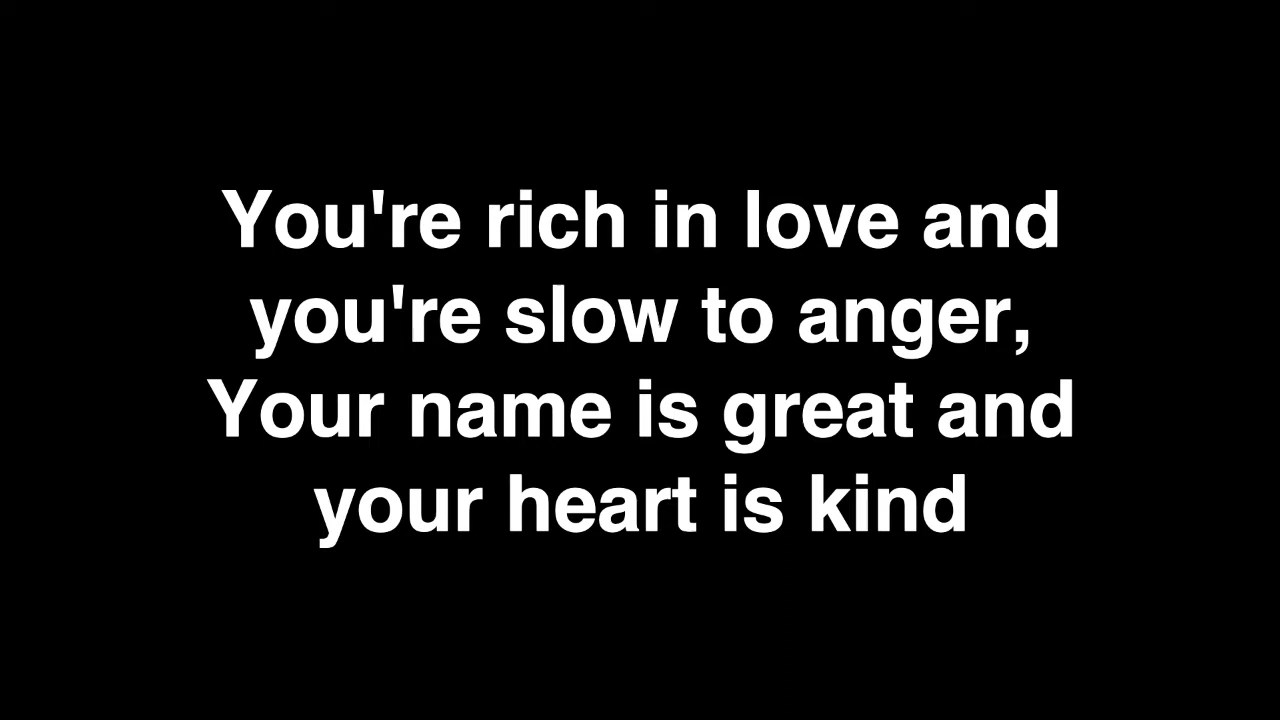 You're rich in love and
you're slow to anger,
Your name is great and
your heart is kind